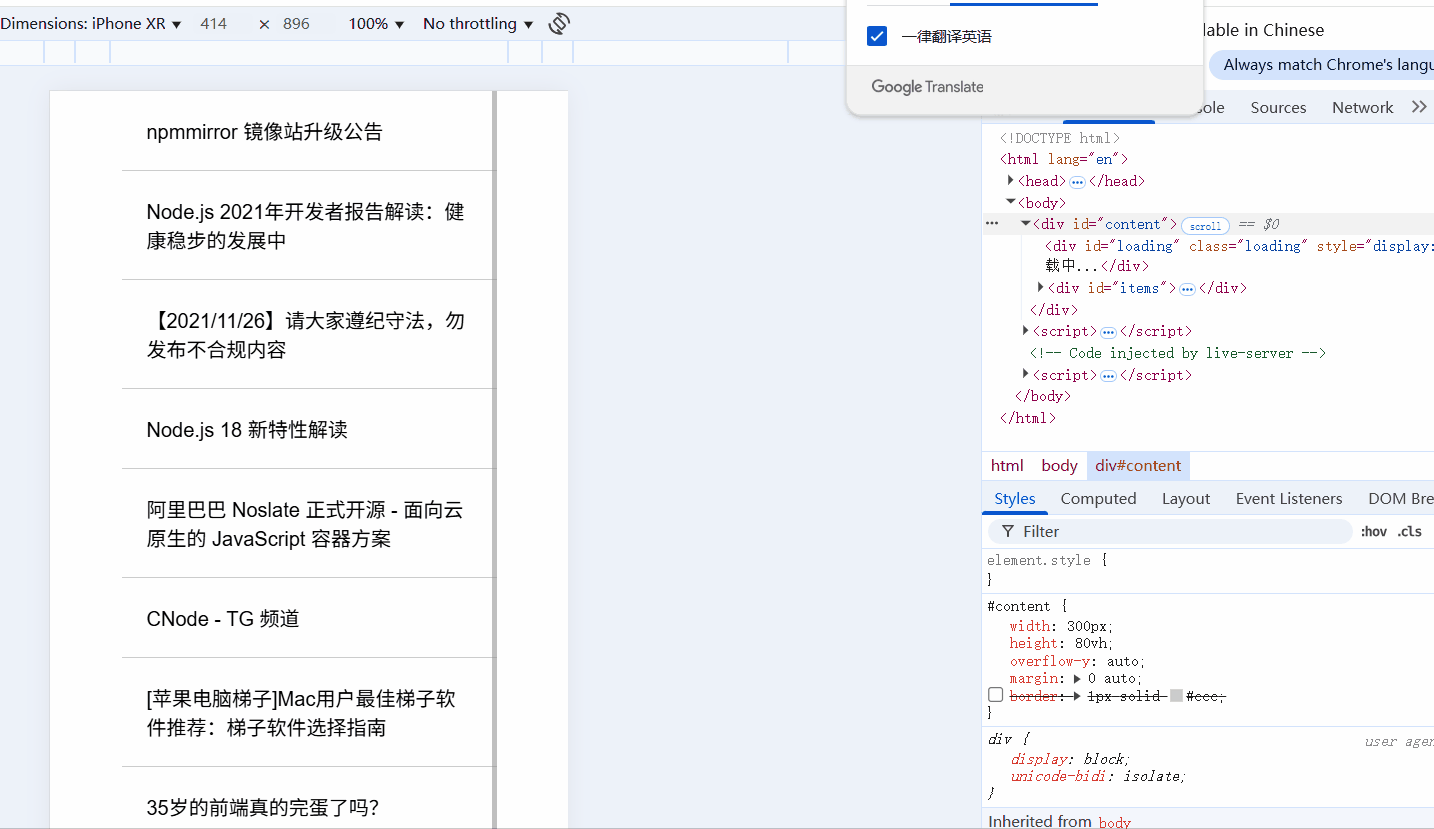 Dimensions: iPhone XR ▼ 414 × 896 100% ▼ No throttling ▼
一律翻译英语
Google Translate
lable in Chinese
Always match Chrome's langu
ole Sources Network
npmmirror 镜像站升级公告
Node.js 2021年开发者报告解读：健
康稳步的发展中
【2021/11/26】请大家遵纪守法，勿
发布不合规内容
Node.js 18 新特性解读
阿里巴巴 Noslate 正式开源 - 面向云
原生的 JavaScript 容器方案
CNode - TG 频道
[苹果电脑梯子]Mac用户最佳梯子软
件推荐：梯子软件选择指南
35岁的前端真的完蛋了吗?
<!DOCTYPE html>
<html lang="en">
<head> ••• </head>
<body>
••• <div id="content"> scroll == $0
<div id="loading" class="loading" style="display:
载中...</div>
<div id="items"> ••• </div>
</div>
<script> ••• </script>
<!-- Code injected by live-server -->
<script> ••• </script>
</body>
</html>
html body div#content
Styles Computed Layout Event Listeners DOM Bre
Filter :hov .cls
element.style {
}
#content {
width: 300px;
height: 80vh;
overflow-y: auto;
margin: ▶ 0 auto;
border: ▶ 1px solid #ccc;
}
div { user agen
display: block;
unicode-bidi: isolate;
}
Inherited from body